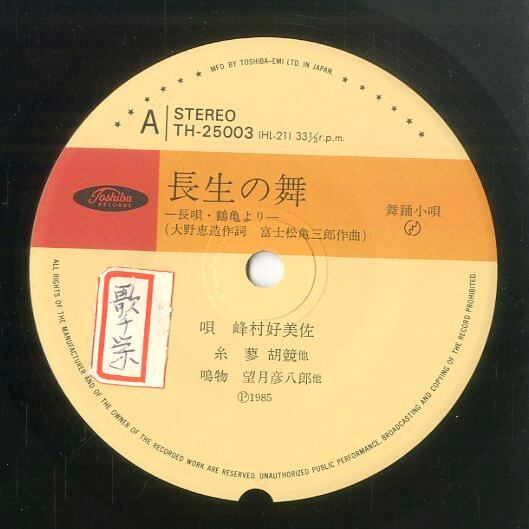 MFD BY TOSHIBA-EMI LTD. IN JAPAN.
A
STEREO
TH-25003 (HL-21) 33⅓r.p.m.
Toshiba
RECORDS
長生の舞
—長唄・鶴亀より—
(大野恵造作詞 富士松亀三郎作曲)
舞踊小唄
唄 峰村好美佐
糸 蓼 胡競他
鳴物 望月彦八郎他
Ⓟ1985
歌千栄
ALL RIGHTS OF THE MANUFACTURER AND OF THE OWNER OF THE RECORDED WORK ARE RESERVED. UNAUTHORIZED PUBLIC PERFORMANCE, BROADCASTING AND COPYING OF THE RECORD PROHIBITED.